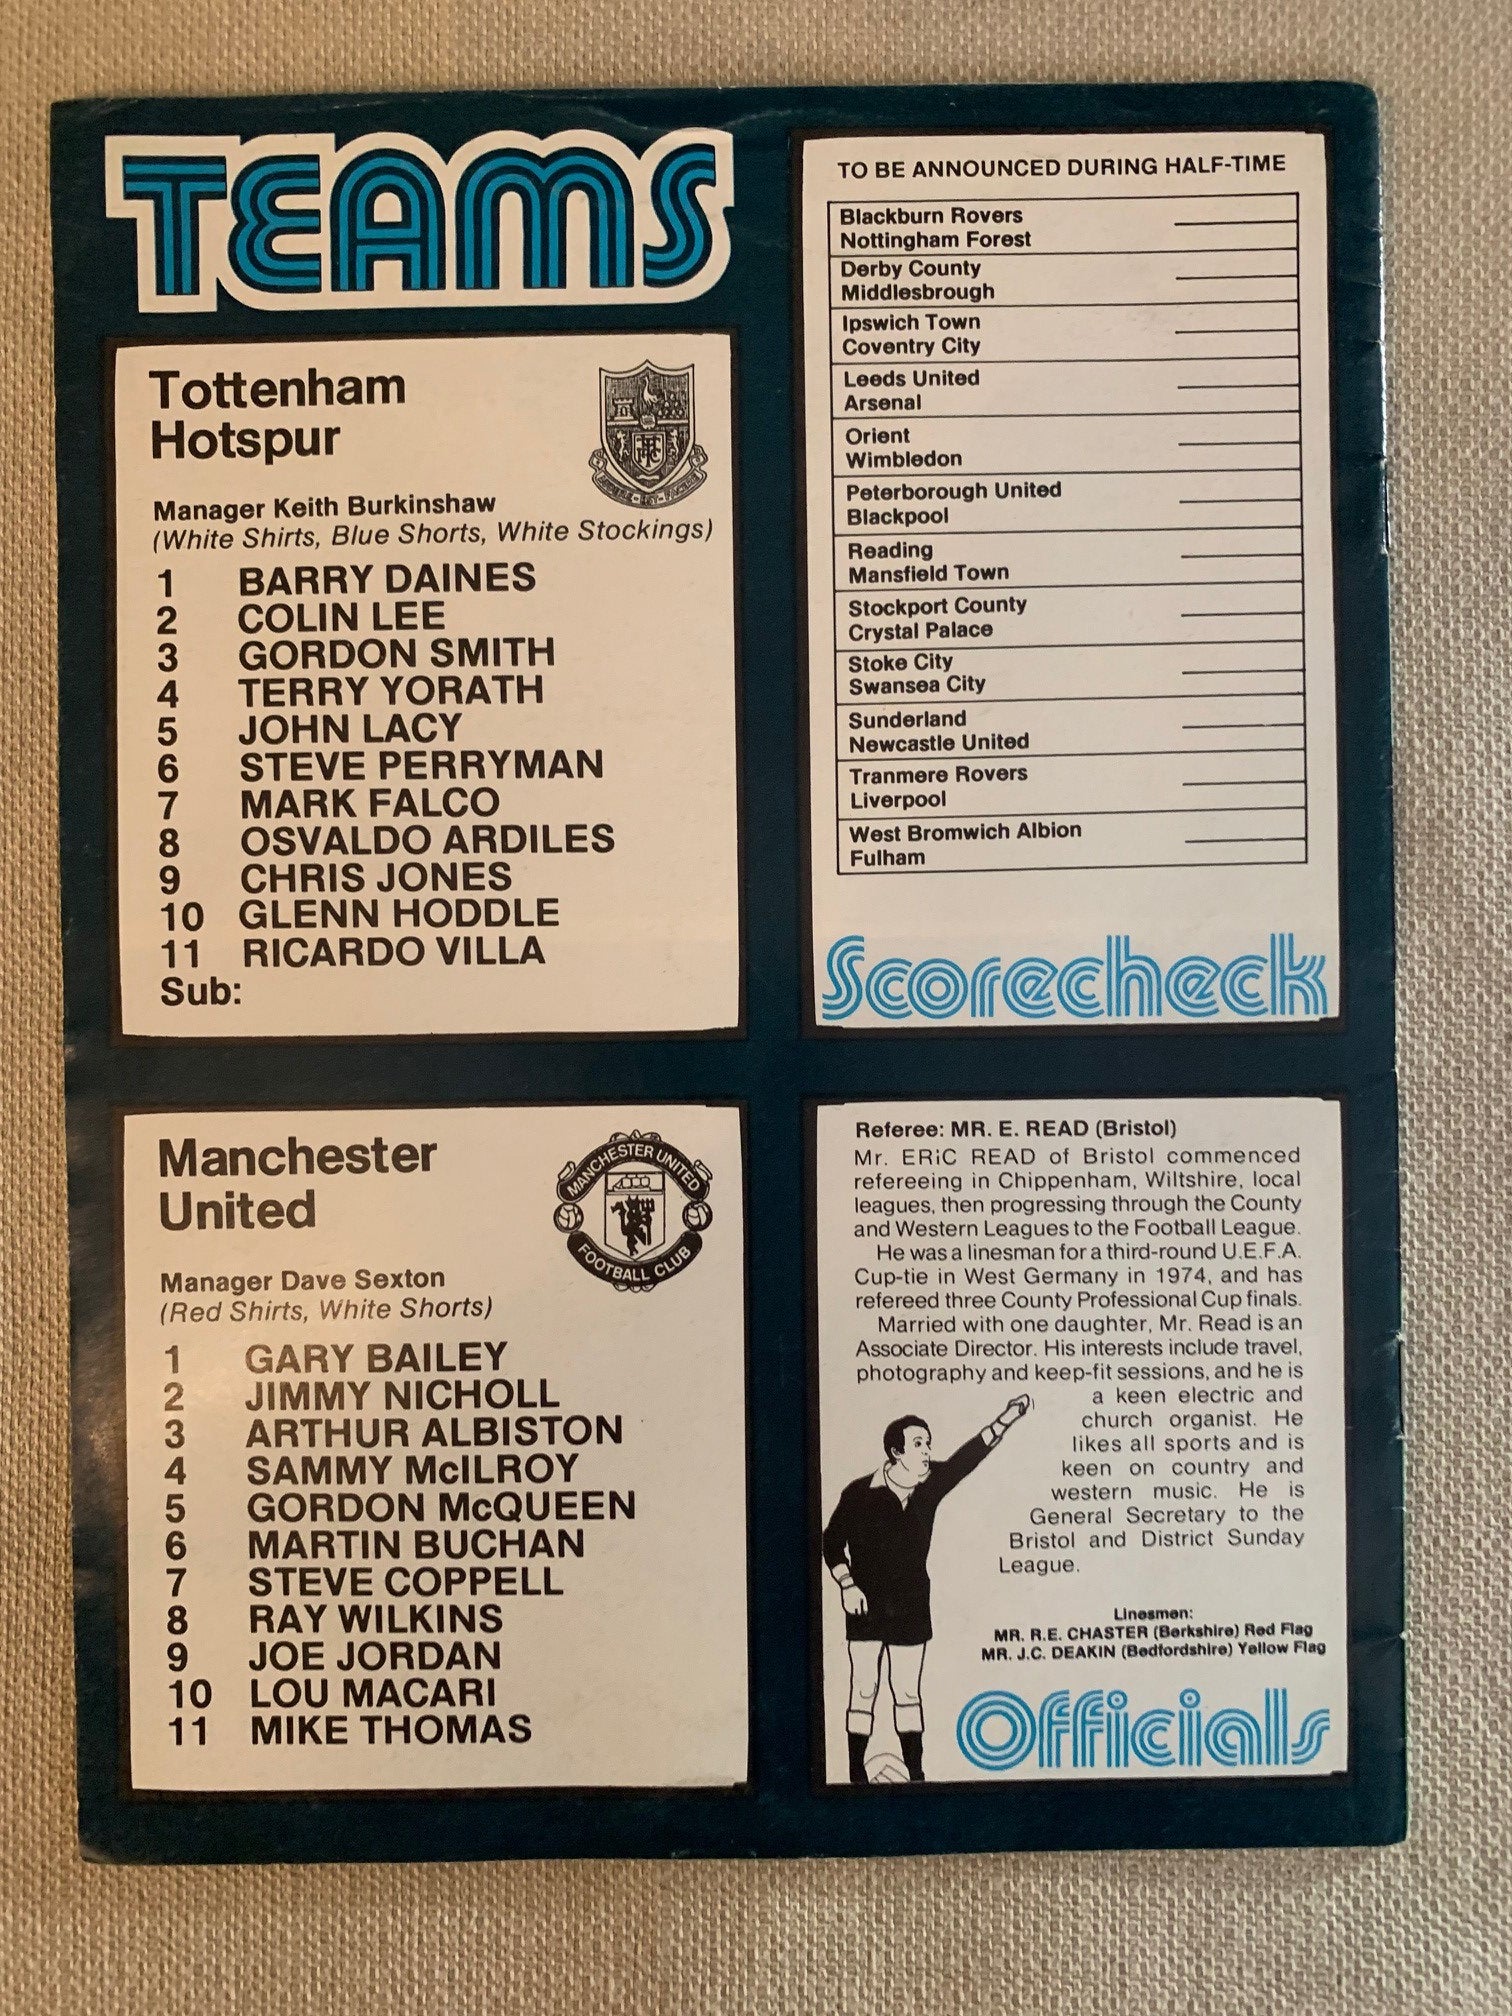 TEAMS
Tottenham
Hotspur
Manager Keith Burkinshaw
(White Shirts, Blue Shorts, White Stockings)
1 BARRY DAINES
2 COLIN LEE
3 GORDON SMITH
4 TERRY YORATH
5 JOHN LACY
6 STEVE PERRYMAN
7 MARK FALCO
8 OSVALDO ARDILES
9 CHRIS JONES
10 GLENN HODDLE
11 RICARDO VILLA
Sub:
Manchester
United
MANCHESTER UNITED
FOOTBALL CLUB
Manager Dave Sexton
(Red Shirts, White Shorts)
1 GARY BAILEY
2 JIMMY NICHOLL
3 ARTHUR ALBISTON
4 SAMMY McILROY
5 GORDON McQUEEN
6 MARTIN BUCHAN
7 STEVE COPPELL
8 RAY WILKINS
9 JOE JORDAN
10 LOU MACARI
11 MIKE THOMAS
TO BE ANNOUNCED DURING HALF-TIME
Blackburn Rovers
Nottingham Forest
Derby County
Middlesbrough
Ipswich Town
Coventry City
Leeds United
Arsenal
Orient
Wimbledon
Peterborough United
Blackpool
Reading
Mansfield Town
Stockport County
Crystal Palace
Stoke City
Swansea City
Sunderland
Newcastle United
Tranmere Rovers
Liverpool
West Bromwich Albion
Fulham
Scorecheck
Referee: MR. E. READ (Bristol)
Mr. ERiC READ of Bristol commenced
refereeing in Chippenham, Wiltshire, local
leagues, then progressing through the County
and Western Leagues to the Football League.
He was a linesman for a third-round U.E.F.A.
Cup-tie in West Germany in 1974, and has
refereed three County Professional Cup finals.
Married with one daughter, Mr. Read is an
Associate Director. His interests include travel,
photography and keep-fit sessions, and he is
a keen electric and
church organist. He
likes all sports and is
keen on country and
western music. He is
General Secretary to the
Bristol and District Sunday
League.
Linesmen:
MR. R.E. CHASTER (Berkshire) Red Flag
MR. J.C. DEAKIN (Bedfordshire) Yellow Flag
Officials